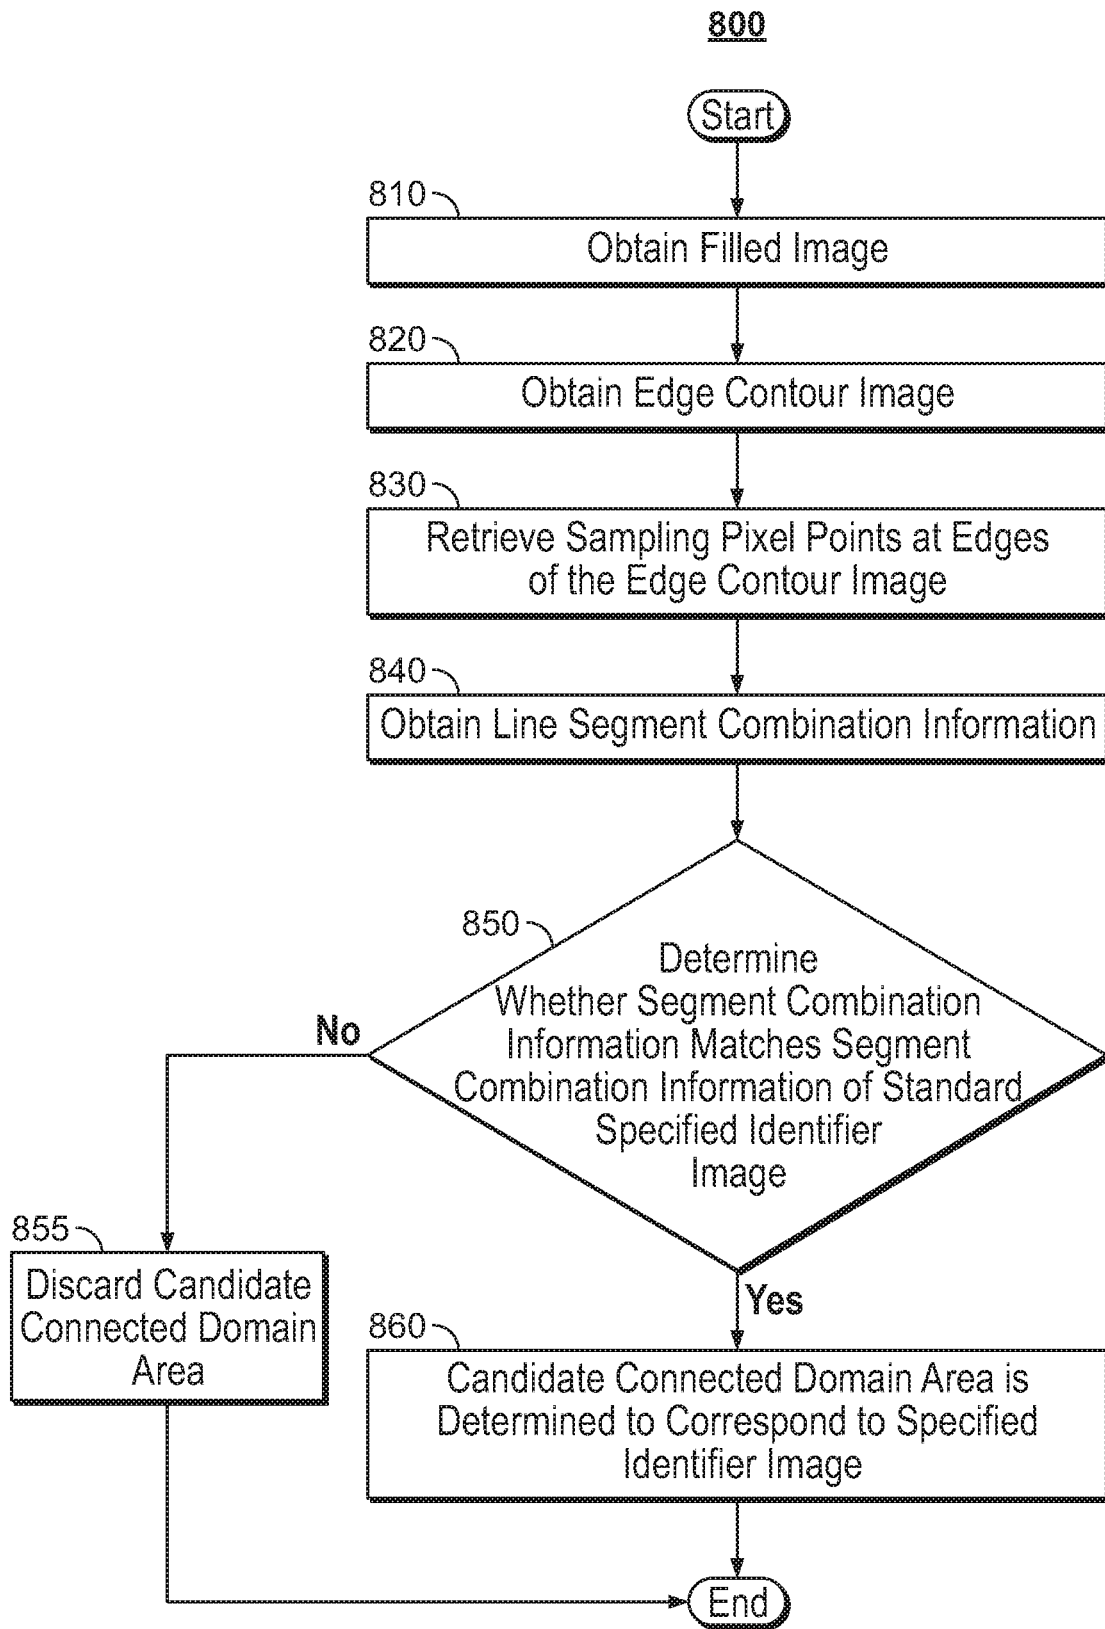 800
Start
810
Obtain Filled Image
820
Obtain Edge Contour Image
830
Retrieve Sampling Pixel Points at Edges
of the Edge Contour Image
840
Obtain Line Segment Combination Information
850
Determine
Whether Segment Combination
Information Matches Segment
Combination Information of Standard
Specified Identifier
Image
No
855
Discard Candidate
Connected Domain
Area
Yes
860
Candidate Connected Domain Area is
Determined to Correspond to Specified
Identifier Image
End